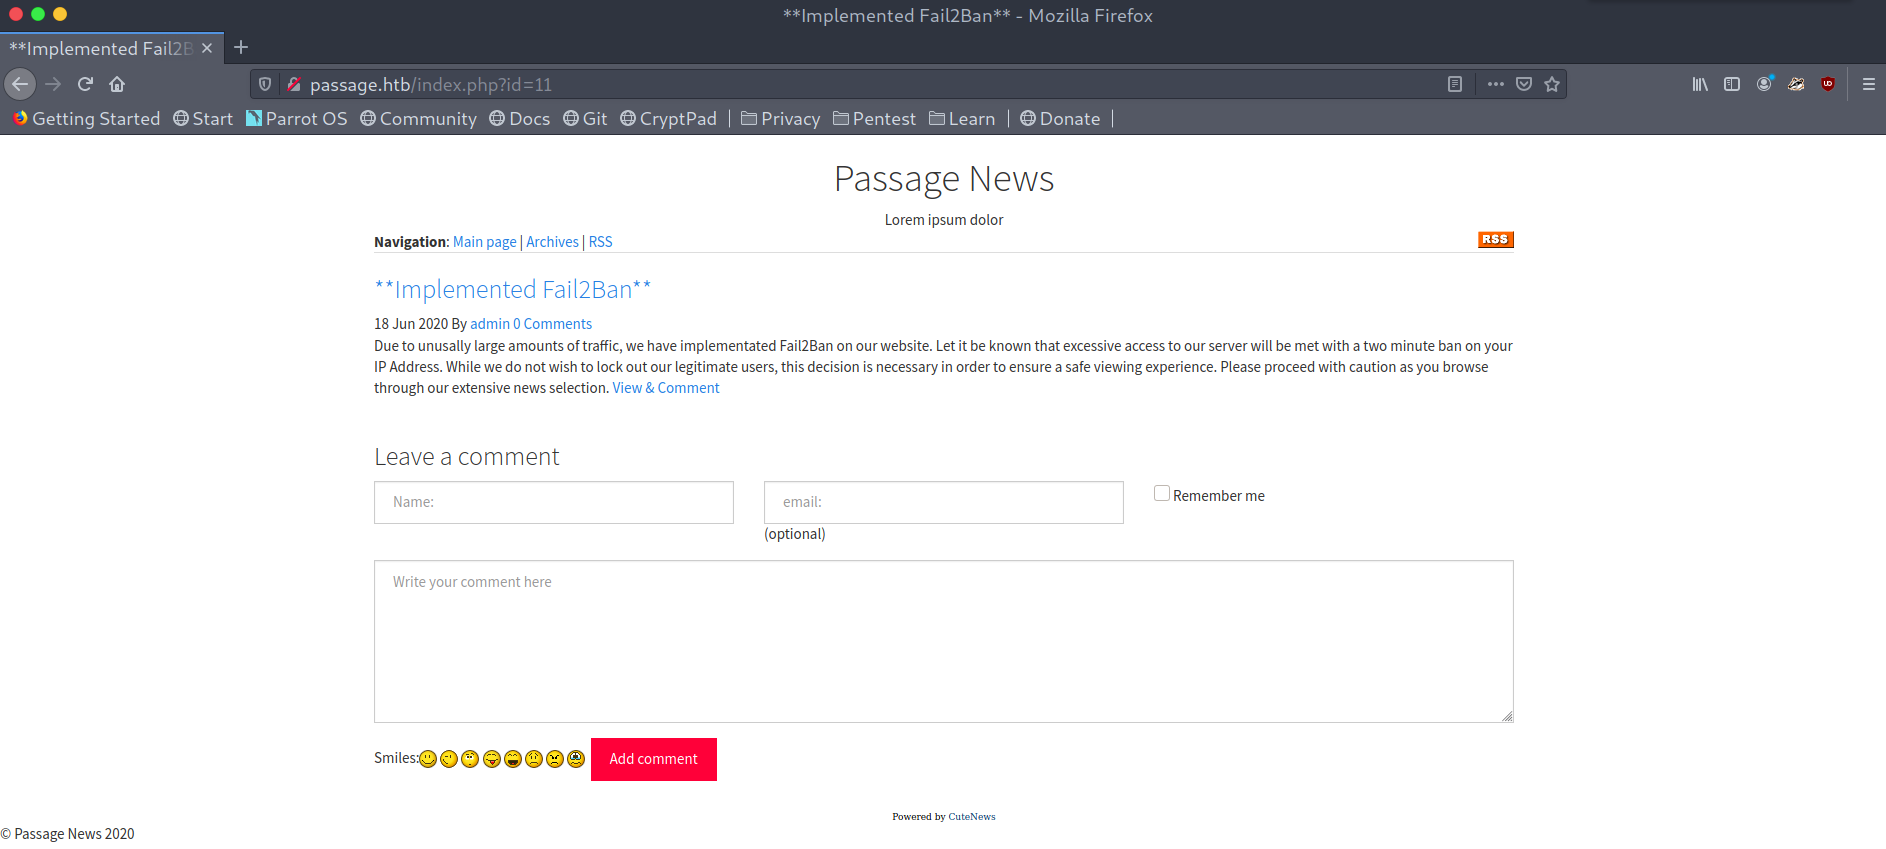 **Implemented Fail2Ban** - Mozilla Firefox
**Implemented Fail2B
passage.htb/index.php?id=11
Getting Started Start Parrot OS Community Docs Git CryptPad Privacy Pentest Learn Donate
Passage News
Lorem ipsum dolor
Navigation: Main page | Archives | RSS RSS
**Implemented Fail2Ban**
18 Jun 2020 By admin 0 Comments
Due to unusally large amounts of traffic, we have implementated Fail2Ban on our website. Let it be known that excessive access to our server will be met with a two minute ban on your
IP Address. While we do not wish to lock out our legitimate users, this decision is necessary in order to ensure a safe viewing experience. Please proceed with caution as you browse
through our extensive news selection. View & Comment
Leave a comment
Name: email: Remember me
(optional)
Write your comment here
Smiles: Add comment
Powered by CuteNews
© Passage News 2020